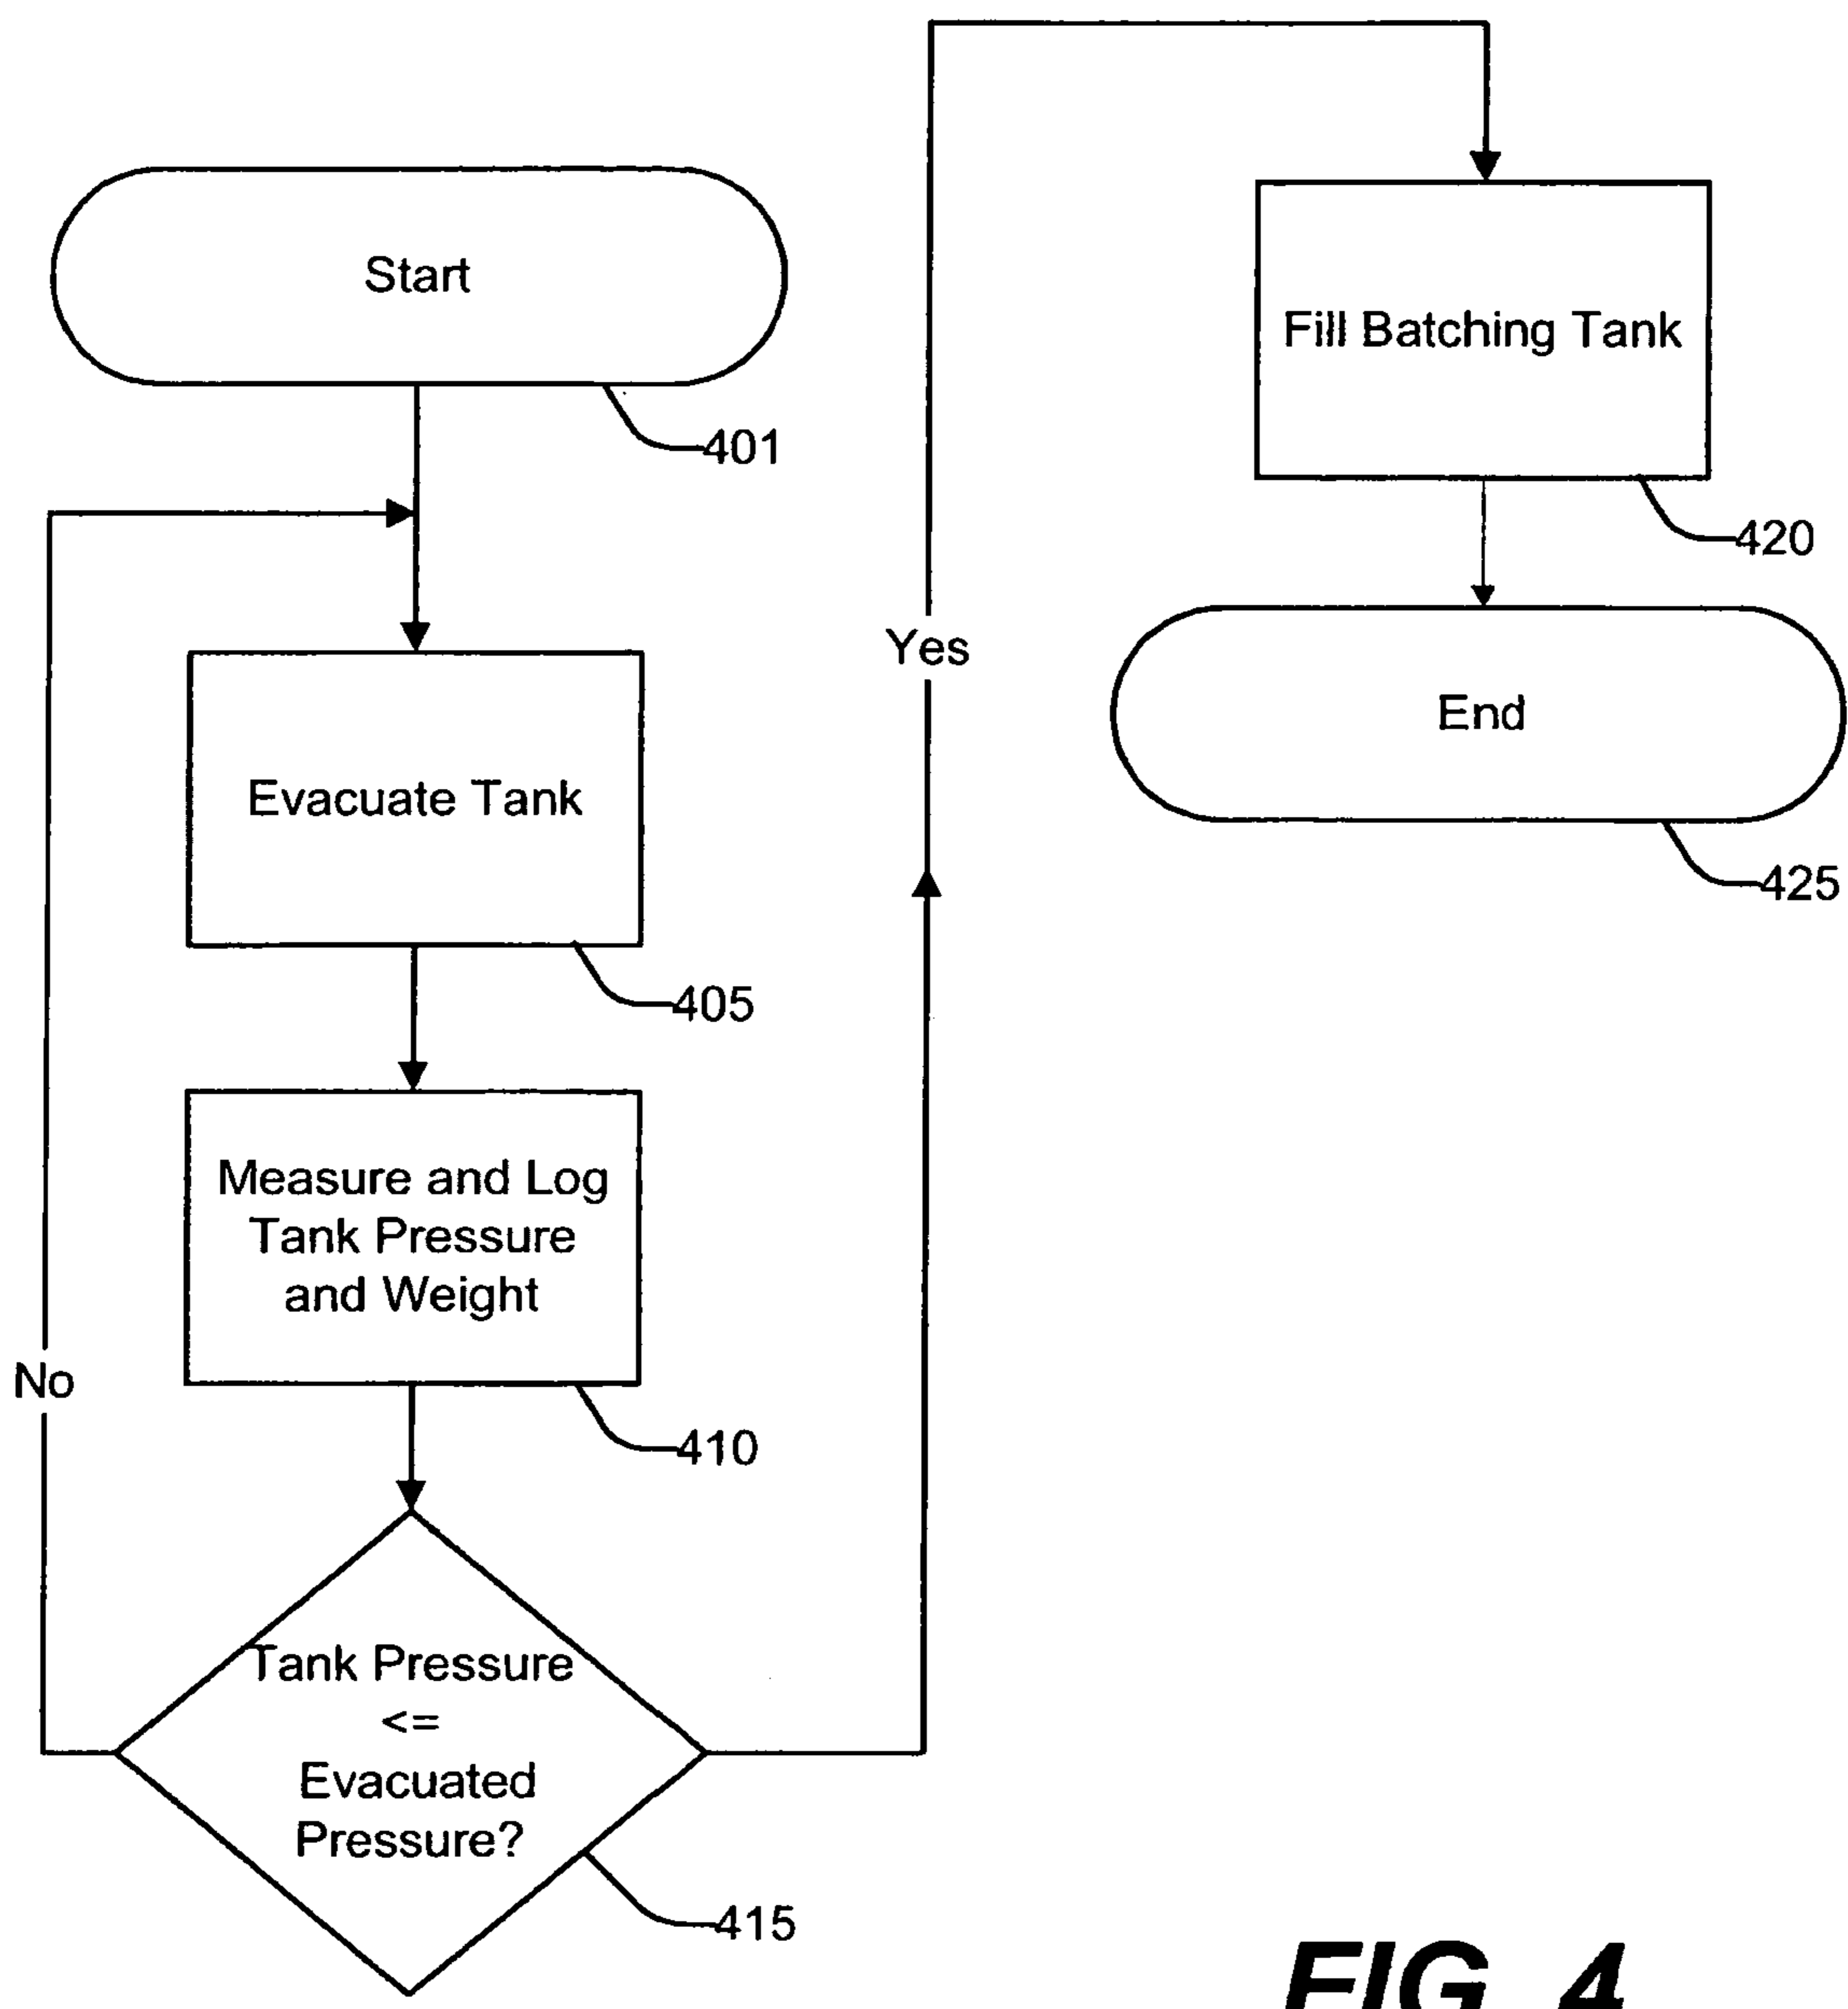 Start
401
Evacuate Tank
405
Measure and Log
Tank Pressure
and Weight
410
No
Tank Pressure
<=
Evacuated
Pressure?
415
Yes
Fill Batching Tank
420
End
425
FIG. 4